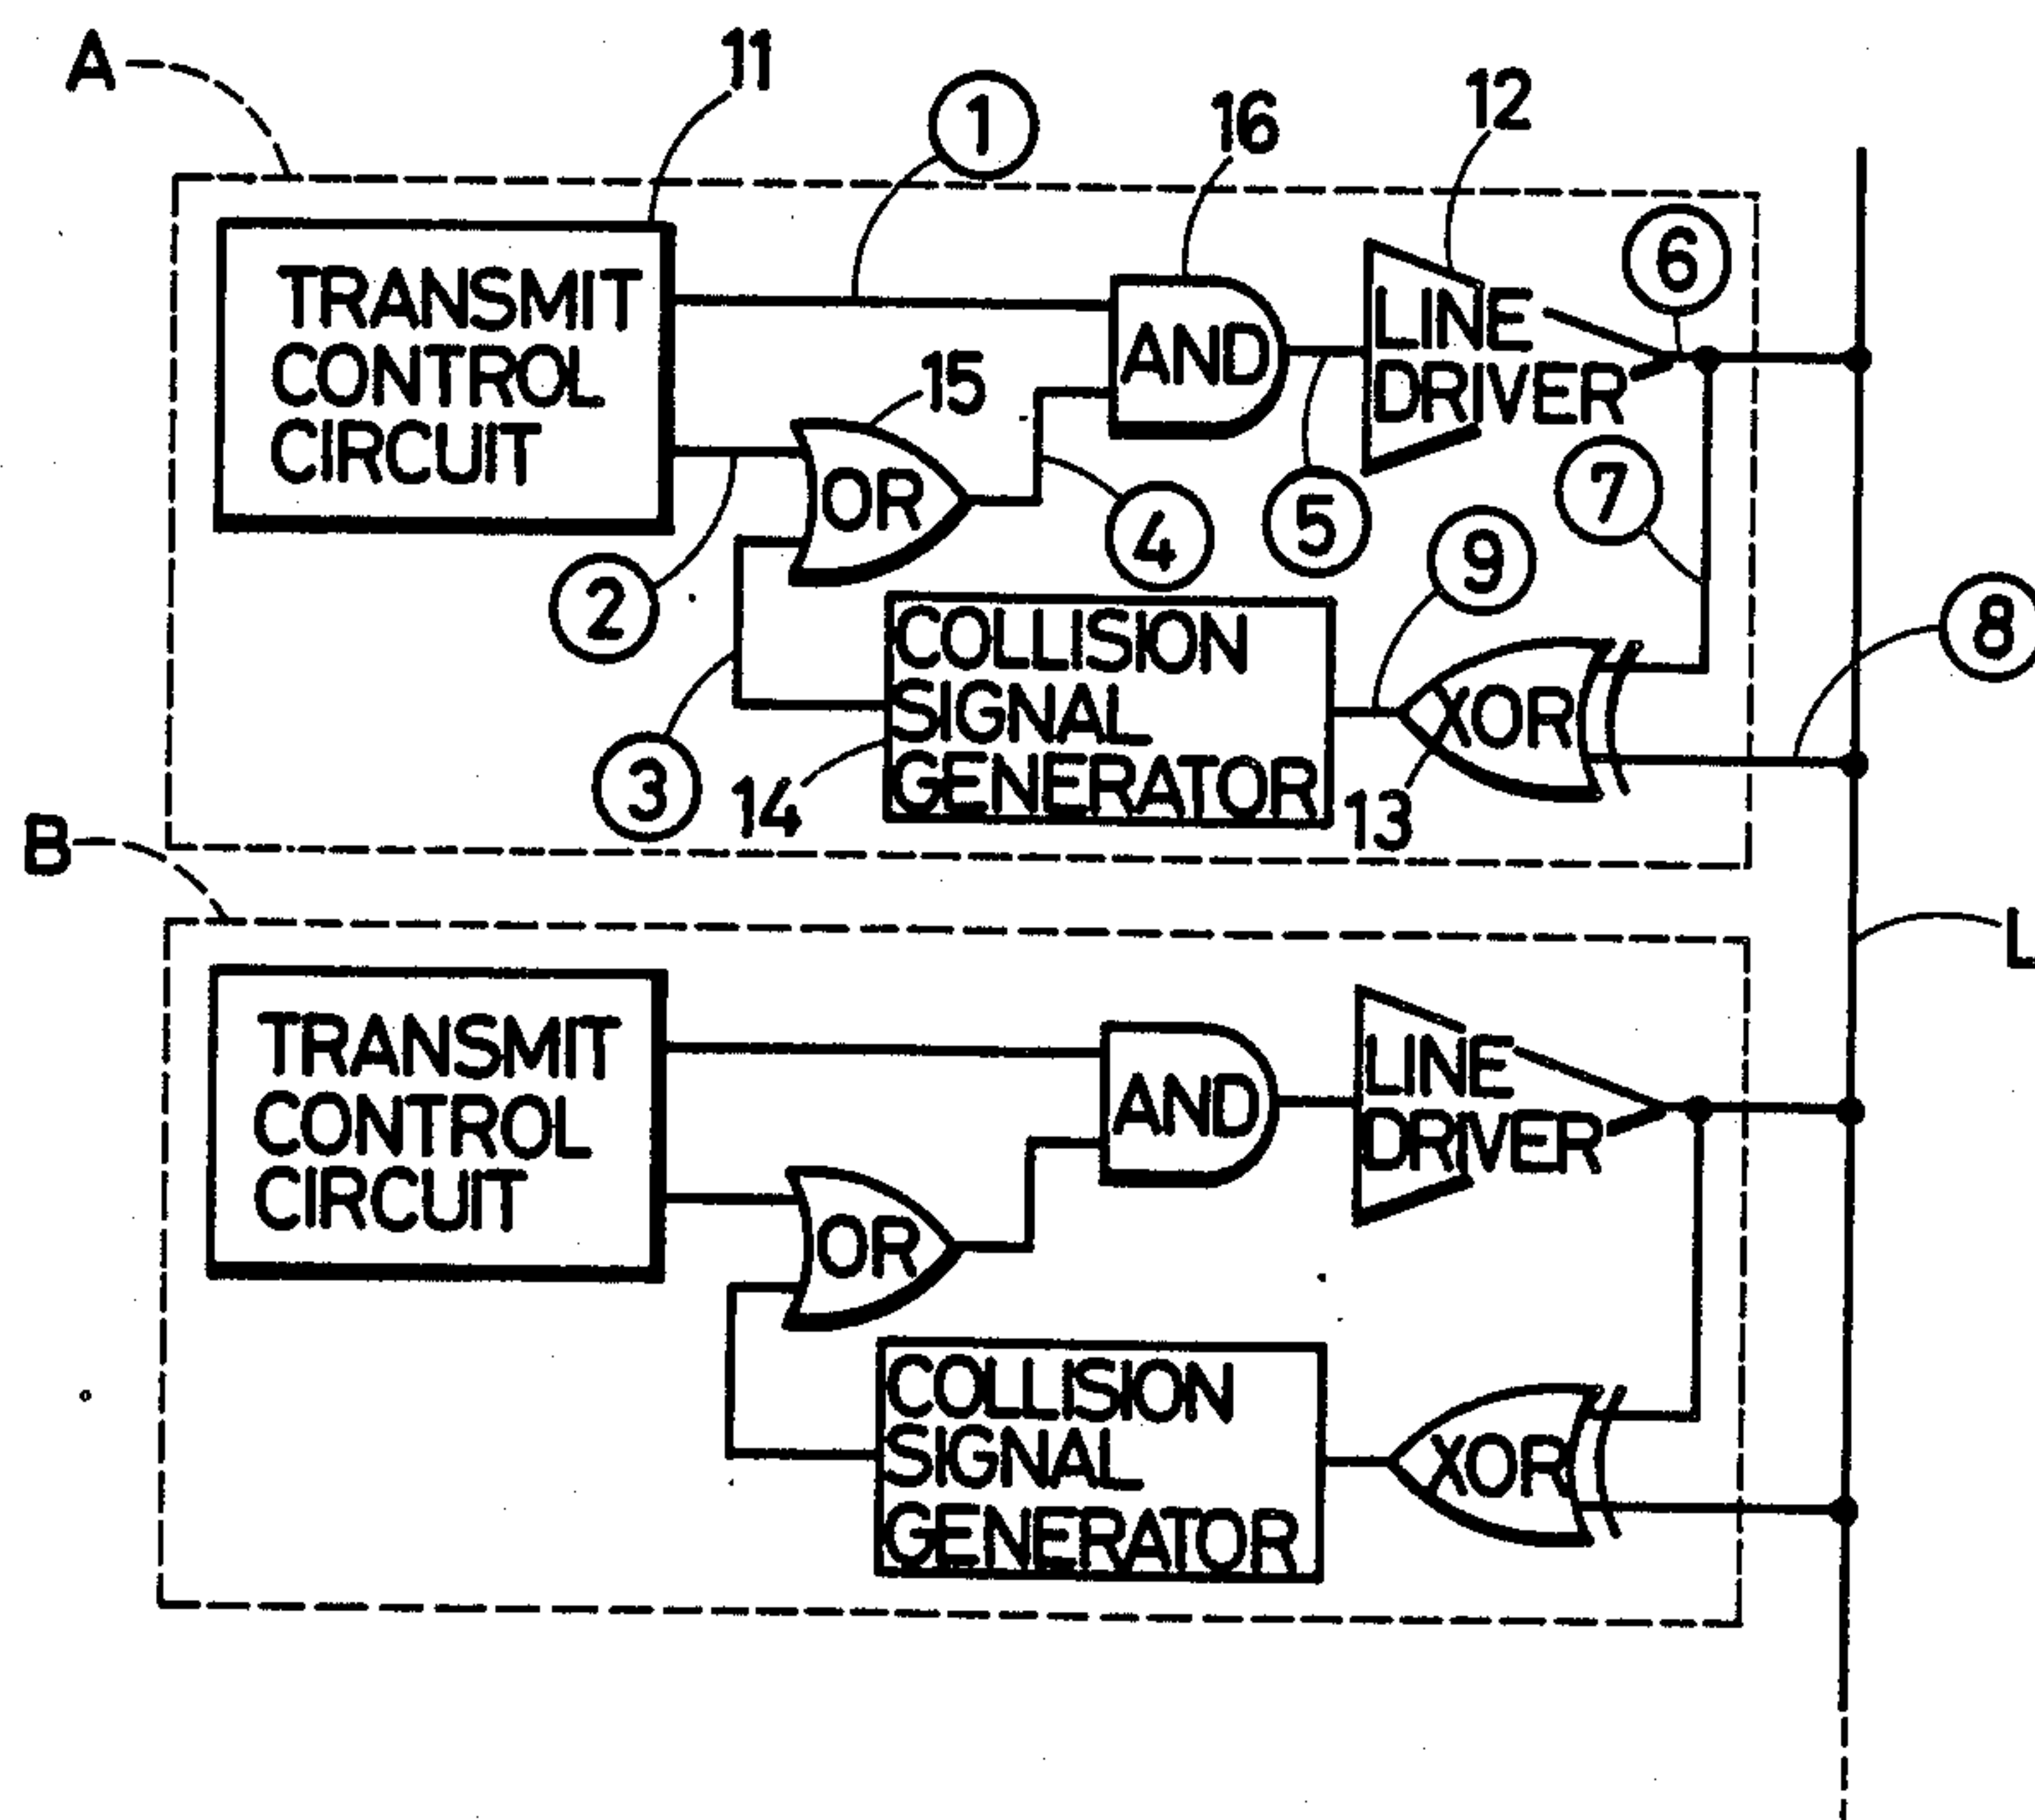 A
11
1
16
12
6
TRANSMIT
CONTROL
CIRCUIT
15
AND
LINE
DRIVER
OR
2
4
5
9
7
8
COLLISION
SIGNAL
GENERATOR
XOR
3
14
13
B
L
TRANSMIT
CONTROL
CIRCUIT
AND
LINE
DRIVER
OR
COLLISION
SIGNAL
GENERATOR
XOR